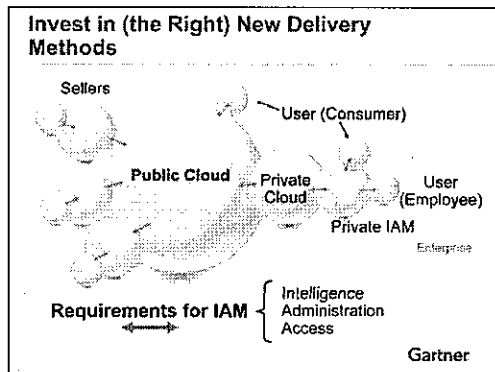 Invest in (the Right) New Delivery
Methods
Sellers
User (Consumer)
Public Cloud
Private
Cloud
User
(Employee)
Private IAM
Enterprise
Requirements for IAM
Intelligence
Administration
Access
Gartner